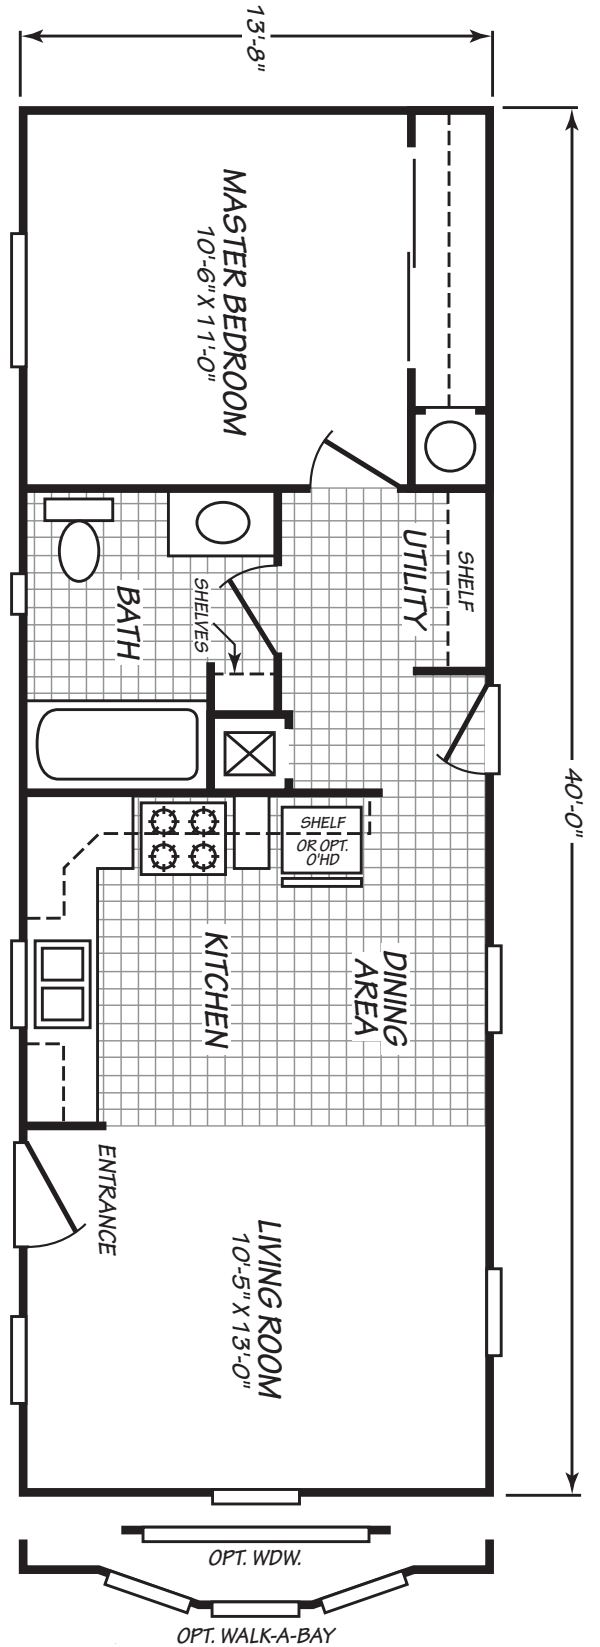 13'-8"
MASTER BEDROOM
10'-6" X 11'-0"
SHELF
UTILITY
SHELVES
BATH
40'-0"
SHELF
OR OPT.
O'HD
KITCHEN
DINING
AREA
ENTRANCE
LIVING ROOM
10'-5" X 13'-0"
OPT. WDW.
OPT. WALK-A-BAY